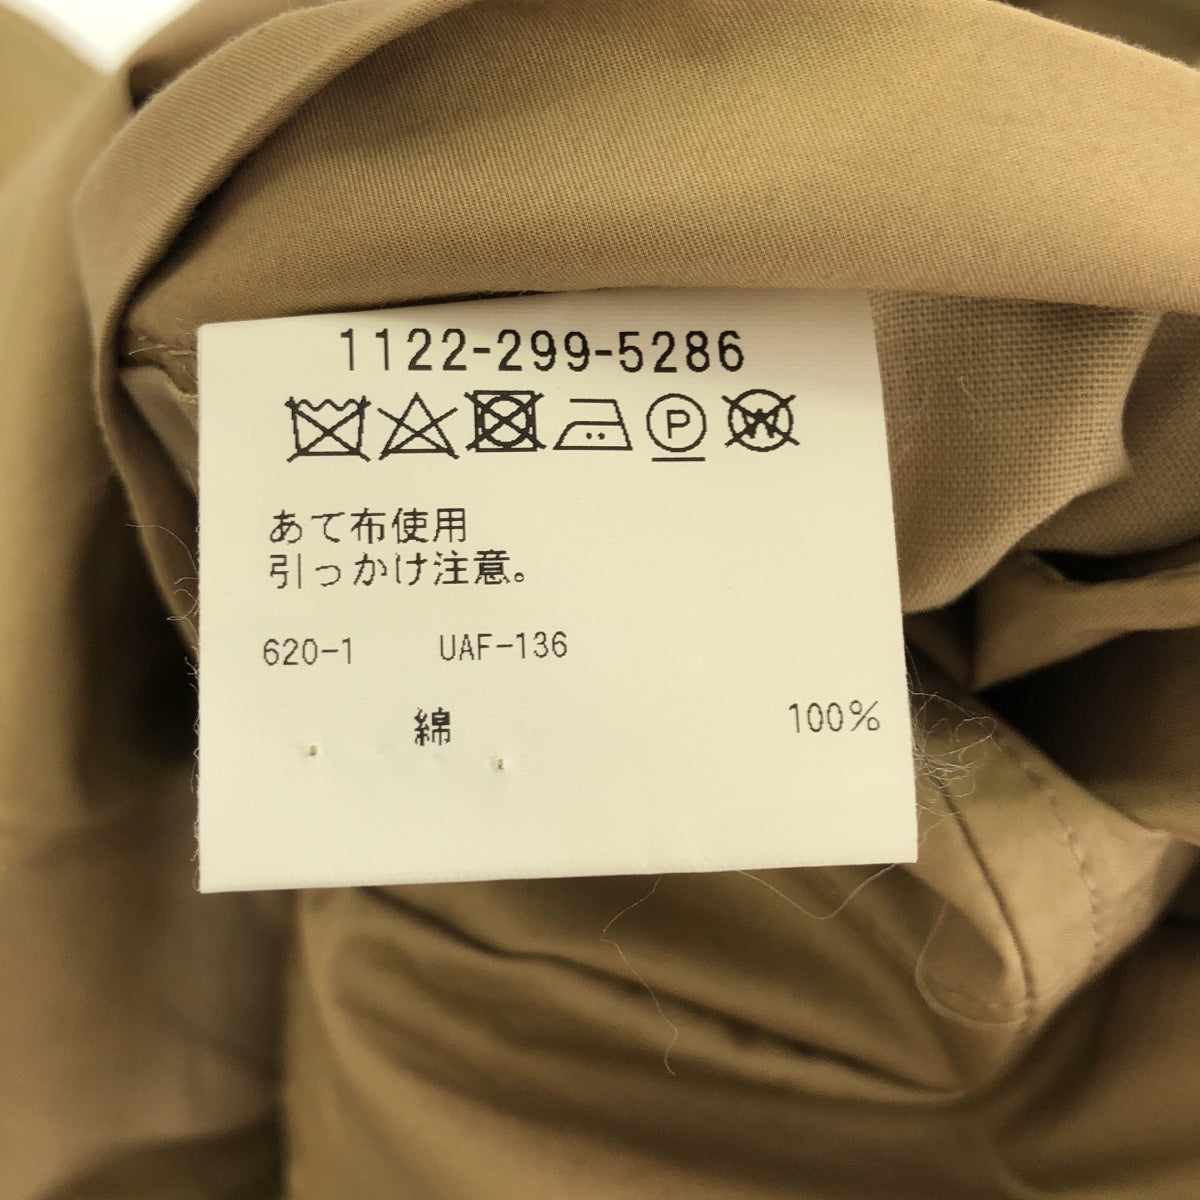 1122-299-5286
P W
あて布使用
引っかけ注意。
620-1 UAF-136
綿 100%